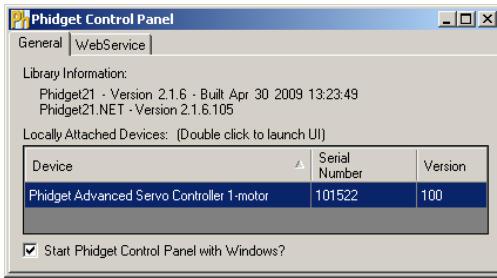 Ph Phidget Control Panel
General WebService
Library Information:
Phidget21 - Version 2.1.6 - Built Apr 30 2009 13:23:49
Phidget21.NET - Version 2.1.6.105
Locally Attached Devices: (Double click to launch UI)
Device Serial Number Version
Phidget Advanced Servo Controller 1-motor 101522 100
Start Phidget Control Panel with Windows?